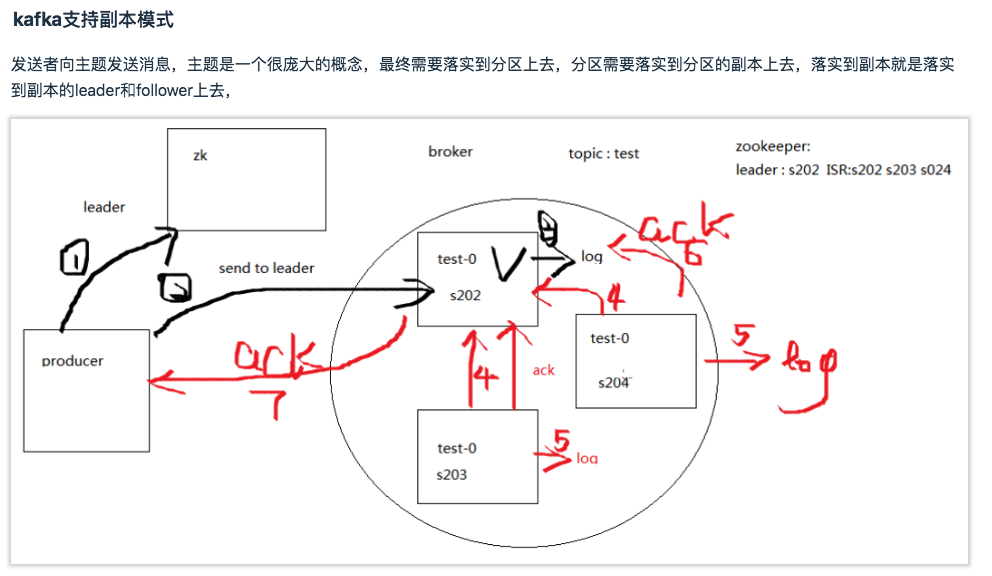 kafka支持副本模式
发送者向主题发送消息，主题是一个很庞大的概念，最终需要落实到分区上去，分区需要落实到分区的副本上去，落实到副本就是落实
到副本的leader和follower上去，
zk
broker
topic : test
zookeeper:
leader : s202 ISR:s202 s203 s024
leader
1
2
send to leader
test-0
s202
3
log
ack
6
4
test-0
s204
5
log
producer
ack
7
4
ack
test-0
s203
5
log